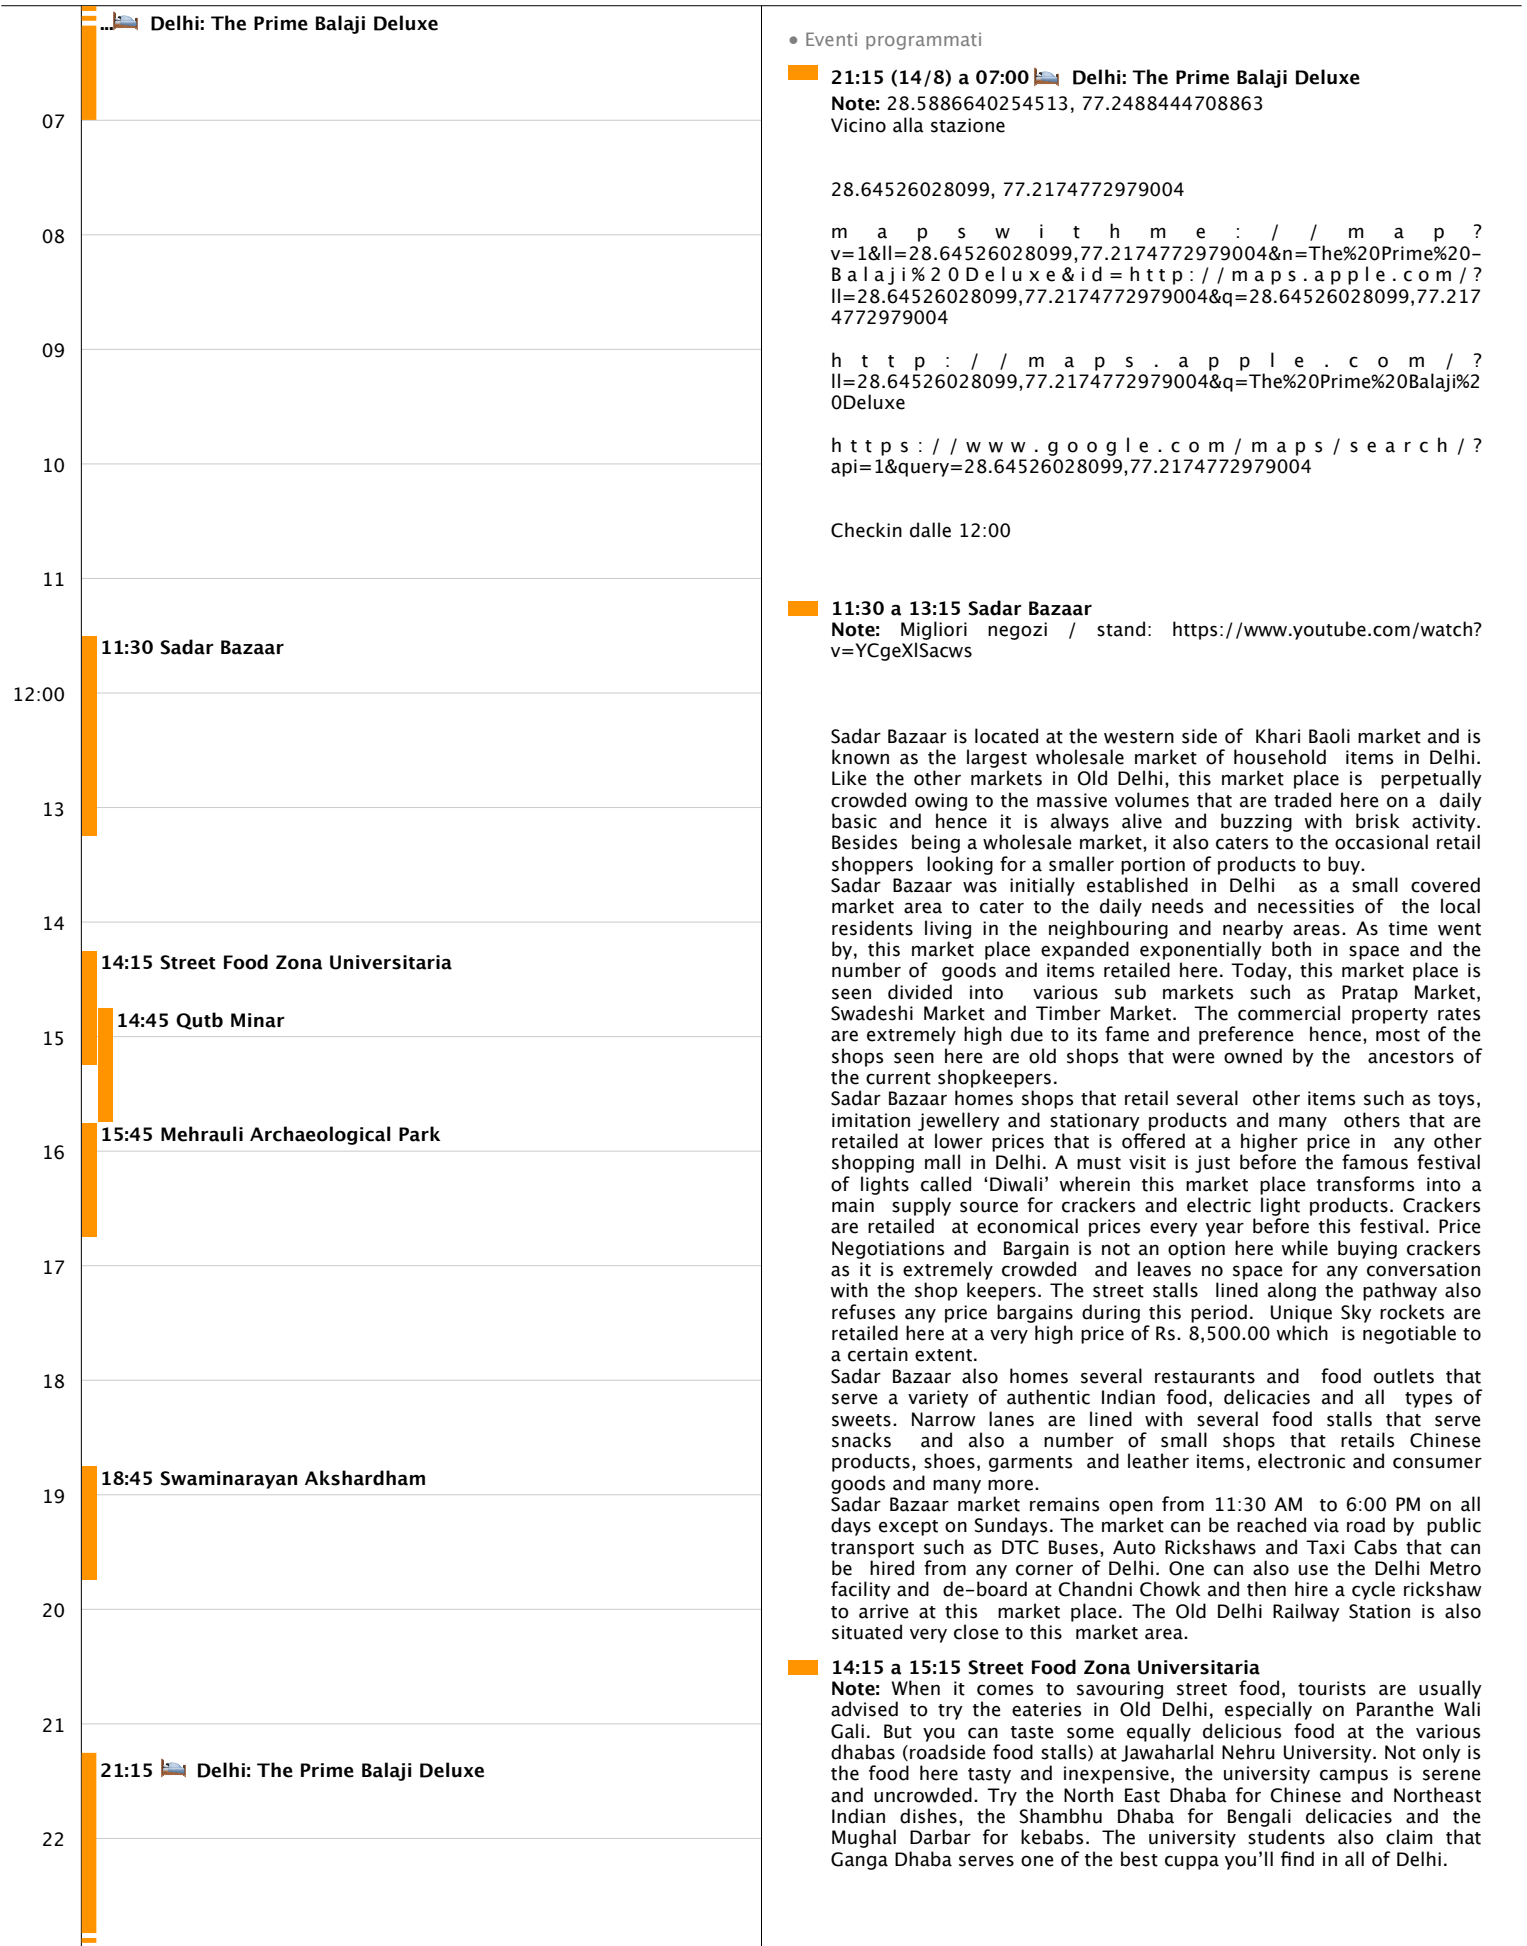 ... Delhi: The Prime Balaji Deluxe
07
08
09
10
11
11:30 Sadar Bazaar
12:00
13
14
14:15 Street Food Zona Universitaria
14:45 Qutb Minar
15
15:45 Mehrauli Archaeological Park
16
17
18
18:45 Swaminarayan Akshardham
19
20
21
21:15 Delhi: The Prime Balaji Deluxe
22
● Eventi programmati
21:15 (14/8) a 07:00 Delhi: The Prime Balaji Deluxe
Note: 28.5886640254513, 77.2488444708863
Vicino alla stazione
28.64526028099, 77.2174772979004
mapswithme://map?
v=1&ll=28.64526028099,77.2174772979004&n=The%20Prime%20-
Balaji%20Deluxe&id=http://maps.apple.com/?
ll=28.64526028099,77.2174772979004&q=28.64526028099,77.217
4772979004
http://maps.apple.com/?
ll=28.64526028099,77.2174772979004&q=The%20Prime%20Balaji%2
0Deluxe
https://www.google.com/maps/search/?
api=1&query=28.64526028099,77.2174772979004
Checkin dalle 12:00
11:30 a 13:15 Sadar Bazaar
Note: Migliori negozi / stand: https://www.youtube.com/watch?
v=YCgeXlSacws
Sadar Bazaar is located at the western side of Khari Baoli market and is
known as the largest wholesale market of household items in Delhi.
Like the other markets in Old Delhi, this market place is perpetually
crowded owing to the massive volumes that are traded here on a daily
basic and hence it is always alive and buzzing with brisk activity.
Besides being a wholesale market, it also caters to the occasional retail
shoppers looking for a smaller portion of products to buy.
Sadar Bazaar was initially established in Delhi as a small covered
market area to cater to the daily needs and necessities of the local
residents living in the neighbouring and nearby areas. As time went
by, this market place expanded exponentially both in space and the
number of goods and items retailed here. Today, this market place is
seen divided into various sub markets such as Pratap Market,
Swadeshi Market and Timber Market. The commercial property rates
are extremely high due to its fame and preference hence, most of the
shops seen here are old shops that were owned by the ancestors of
the current shopkeepers.
Sadar Bazaar homes shops that retail several other items such as toys,
imitation jewellery and stationary products and many others that are
retailed at lower prices that is offered at a higher price in any other
shopping mall in Delhi. A must visit is just before the famous festival
of lights called ‘Diwali’ wherein this market place transforms into a
main supply source for crackers and electric light products. Crackers
are retailed at economical prices every year before this festival. Price
Negotiations and Bargain is not an option here while buying crackers
as it is extremely crowded and leaves no space for any conversation
with the shop keepers. The street stalls lined along the pathway also
refuses any price bargains during this period. Unique Sky rockets are
retailed here at a very high price of Rs. 8,500.00 which is negotiable to
a certain extent.
Sadar Bazaar also homes several restaurants and food outlets that
serve a variety of authentic Indian food, delicacies and all types of
sweets. Narrow lanes are lined with several food stalls that serve
snacks and also a number of small shops that retails Chinese
products, shoes, garments and leather items, electronic and consumer
goods and many more.
Sadar Bazaar market remains open from 11:30 AM to 6:00 PM on all
days except on Sundays. The market can be reached via road by public
transport such as DTC Buses, Auto Rickshaws and Taxi Cabs that can
be hired from any corner of Delhi. One can also use the Delhi Metro
facility and de-board at Chandni Chowk and then hire a cycle rickshaw
to arrive at this market place. The Old Delhi Railway Station is also
situated very close to this market area.
14:15 a 15:15 Street Food Zona Universitaria
Note: When it comes to savouring street food, tourists are usually
advised to try the eateries in Old Delhi, especially on Paranthe Wali
Gali. But you can taste some equally delicious food at the various
dhabas (roadside food stalls) at Jawaharlal Nehru University. Not only is
the food here tasty and inexpensive, the university campus is serene
and uncrowded. Try the North East Dhaba for Chinese and Northeast
Indian dishes, the Shambhu Dhaba for Bengali delicacies and the
Mughal Darbar for kebabs. The university students also claim that
Ganga Dhaba serves one of the best cuppa you’ll find in all of Delhi.